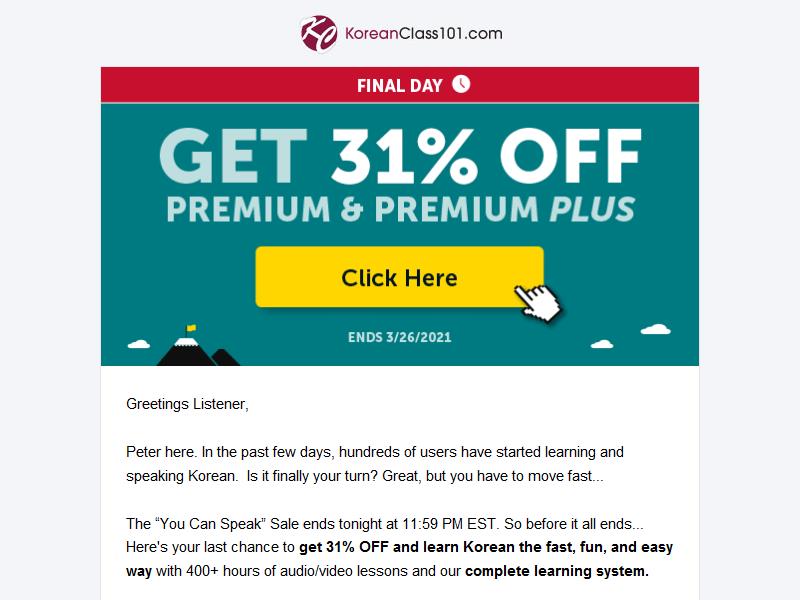 KoreanClass101.com
FINAL DAY
GET 31% OFF
PREMIUM & PREMIUM PLUS
Click Here
ENDS 3/26/2021
Greetings Listener,
Peter here. In the past few days, hundreds of users have started learning and
speaking Korean.  Is it finally your turn? Great, but you have to move fast...
The “You Can Speak” Sale ends tonight at 11:59 PM EST. So before it all ends...
Here's your last chance to get 31% OFF and learn Korean the fast, fun, and easy
way with 400+ hours of audio/video lessons and our complete learning system.